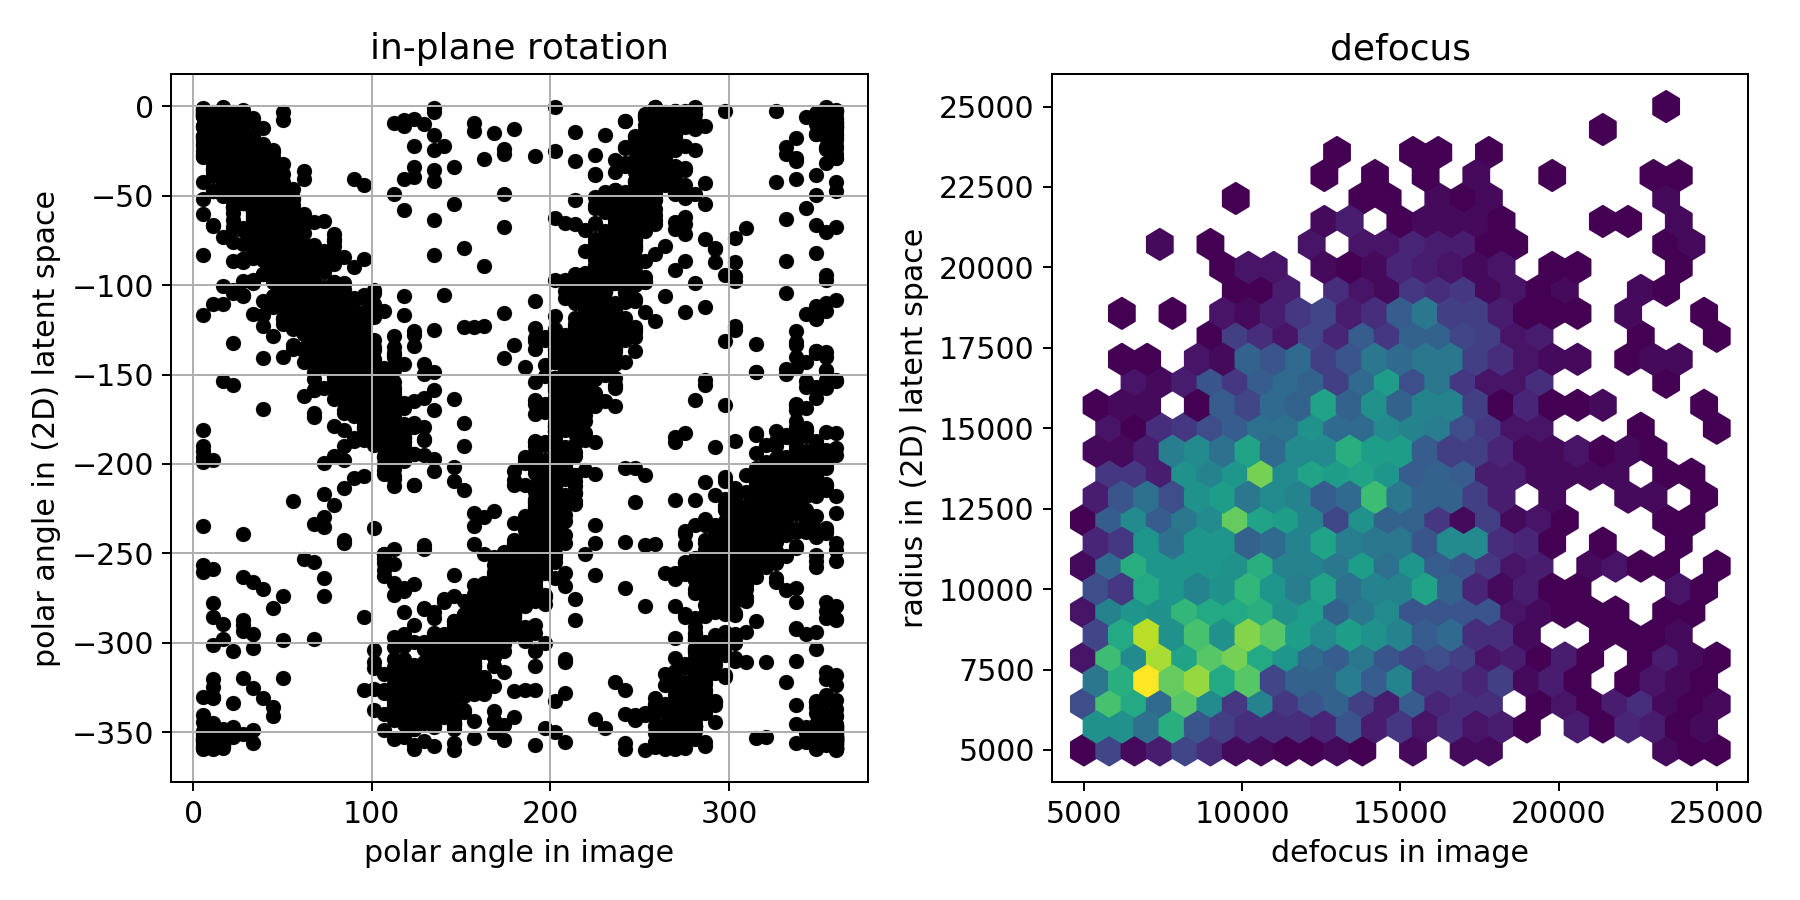 in-plane rotation
polar angle in (2D) latent space
0
−50
−100
−150
−200
−250
−300
−350
0 100 200 300
polar angle in image
defocus
radius in (2D) latent space
25000
22500
20000
17500
15000
12500
10000
7500
5000
5000 10000 15000 20000 25000
defocus in image